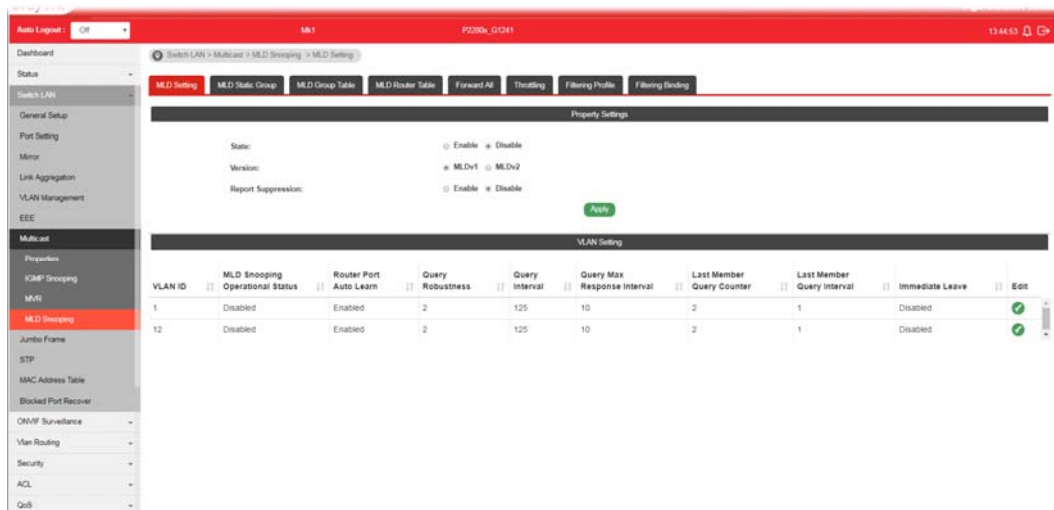 Auto Logout : Off Mk1 P2280x_G1241 13:44:53
Dashboard
Status
Switch LAN
General Setup
Port Setting
Mirror
Link Aggregation
VLAN Management
EEE
Multicast
Properties
IGMP Snooping
MVR
MLD Snooping
Jumbo Frame
STP
MAC Address Table
Blocked Port Recover
ONVIF Surveillance
Vlan Routing
Security
ACL
QoS
Switch LAN > Multicast > MLD Snooping > MLD Setting
MLD Setting MLD Static Group MLD Group Table MLD Router Table Forward All Throttling Filtering Profile Filtering Binding
Property Settings
State: Enable Disable
Version: MLDv1 MLDv2
Report Suppression: Enable Disable
Apply
VLAN Setting
VLAN ID MLD Snooping Operational Status Router Port Auto Learn Query Robustness Query Interval Query Max Response Interval Last Member Query Counter Last Member Query Interval Immediate Leave Edit
1 Disabled Enabled 2 125 10 2 1 Disabled
12 Disabled Enabled 2 125 10 2 1 Disabled